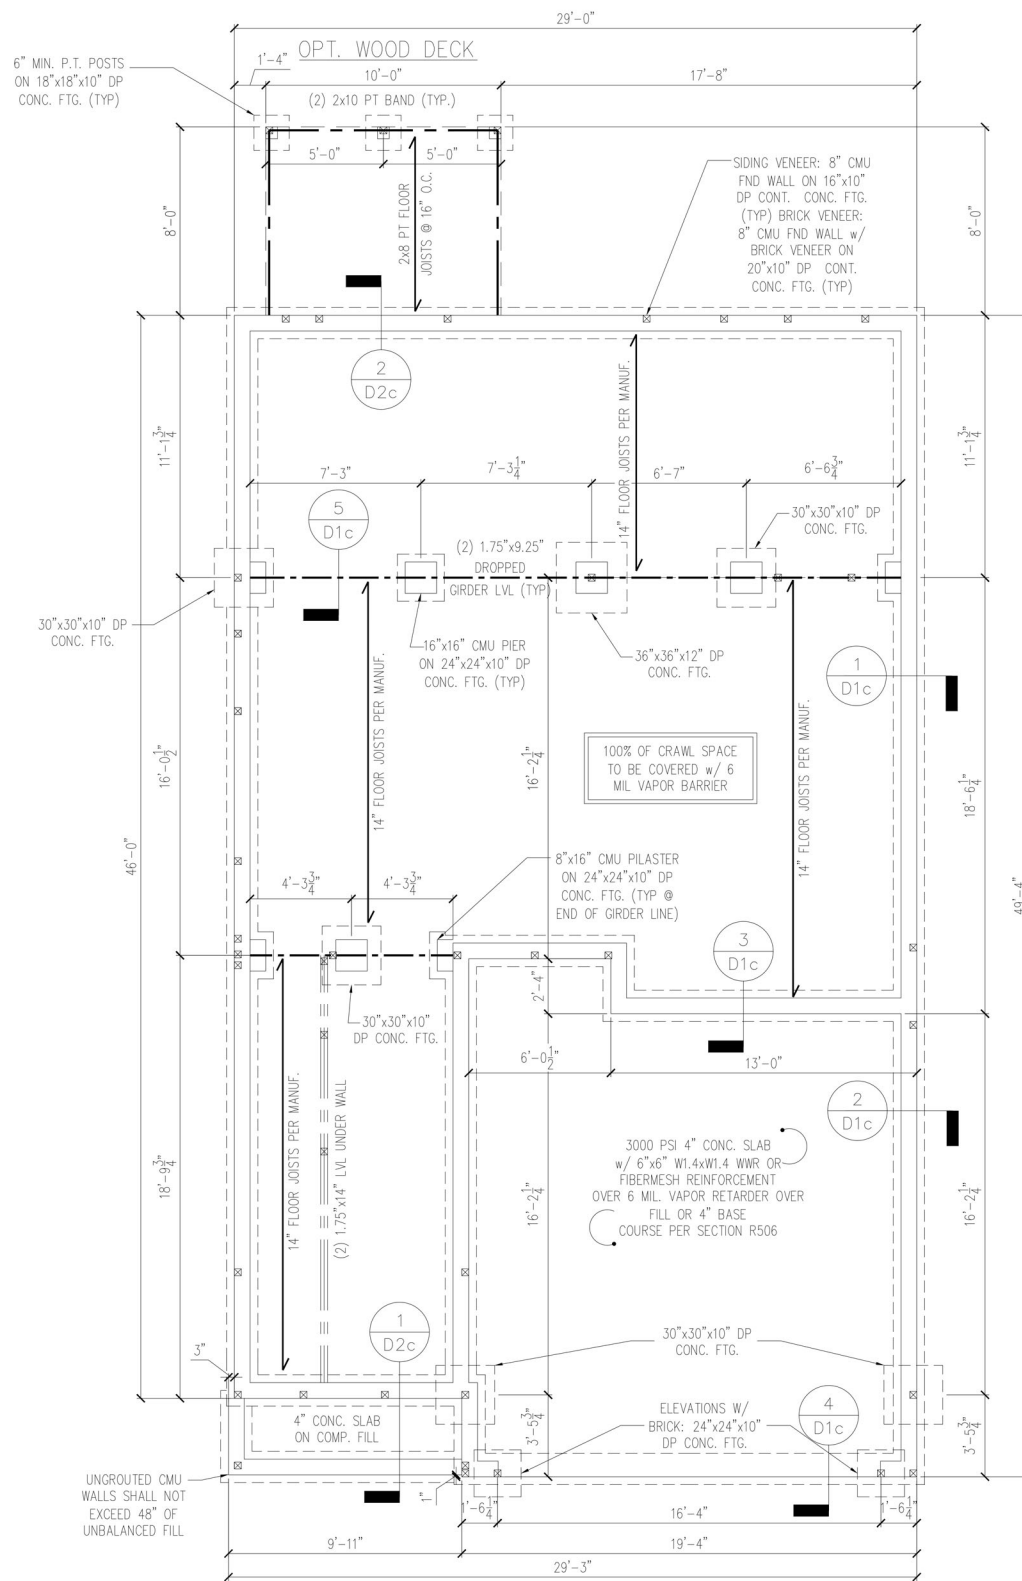 29'-0"
OPT. WOOD DECK
1'-4"
10'-0"
17'-8"
6" MIN. P.T. POSTS
ON 18"x18"x10" DP
CONC. FTG. (TYP)
(2) 2x10 PT BAND (TYP.)
5'-0"
5'-0"
8'-0"
2x8 PT FLOOR
JOISTS @ 16" O.C.
SIDING VENEER: 8" CMU
FND WALL ON 16"x10"
DP CONT. CONC. FTG.
(TYP) BRICK VENEER:
8" CMU FND WALL w/
BRICK VENEER ON
20"x10" DP CONT.
CONC. FTG. (TYP)
8'-0"
2
D2c
11'-1 3/4"
14" FLOOR JOISTS PER MANUF.
11'-1 3/4"
7'-3"
7'-3 1/4"
6'-7"
6'-6 3/4"
5
D1c
30"x30"x10" DP
CONC. FTG.
(2) 1.75"x9.25"
DROPPED
GIRDER LVL (TYP)
30"x30"x10" DP
CONC. FTG.
16"x16" CMU PIER
ON 24"x24"x10" DP
CONC. FTG. (TYP)
36"x36"x12" DP
CONC. FTG.
1
D1c
14" FLOOR JOISTS PER MANUF.
16'-0 1/2"
16'-2 1/4"
100% OF CRAWL SPACE
TO BE COVERED w/ 6
MIL VAPOR BARRIER
14" FLOOR JOISTS PER MANUF.
18'-6 1/4"
46'-0"
49'-4"
8"x16" CMU PILASTER
ON 24"x24"x10" DP
CONC. FTG. (TYP @
END OF GIRDER LINE)
4'-3 3/4"
4'-3 3/4"
3
D1c
2'-4"
30"x30"x10"
DP CONC. FTG.
6'-0 1/2"
13'-0"
14" FLOOR JOISTS PER MANUF.
(2) 1.75"x14" LVL UNDER WALL
2
D1c
18'-9 3/4"
16'-2 1/4"
3000 PSI 4" CONC. SLAB
w/ 6"x6" W1.4xW1.4 WWR OR
FIBERMESH REINFORCEMENT
OVER 6 MIL. VAPOR RETARDER OVER
FILL OR 4" BASE
COURSE PER SECTION R506
16'-2 1/4"
1
D2c
3"
30"x30"x10" DP
CONC. FTG.
4" CONC. SLAB
ON COMP. FILL
3'-5 3/4"
ELEVATIONS W/
BRICK: 24"x24"x10"
DP CONC. FTG.
4
D1c
3'-5 3/4"
UNGROUTED CMU
WALLS SHALL NOT
EXCEED 48" OF
UNBALANCED FILL
1"
1'-6 1/4"
16'-4"
1'-6 1/4"
9'-11"
19'-4"
29'-3"